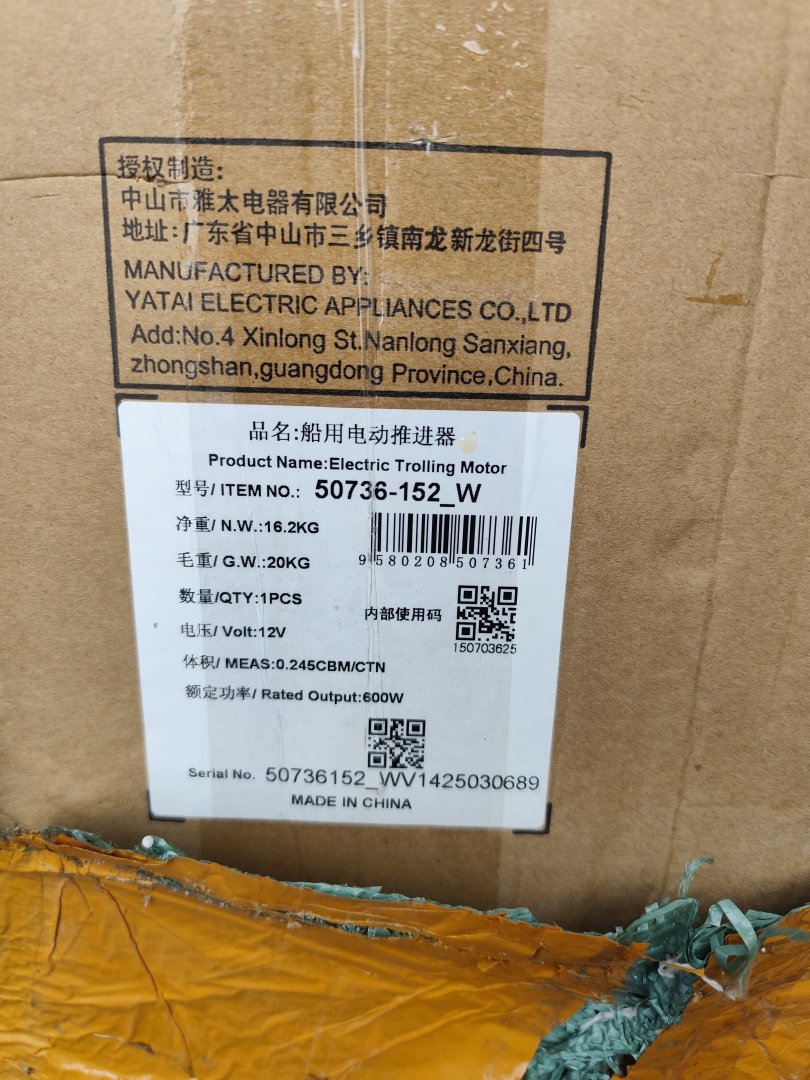 授权制造:
中山市雅太电器有限公司
地址:广东省中山市三乡镇南龙新龙街四号
MANUFACTURED BY:
YATAI ELECTRIC APPLIANCES CO.,LTD
Add:No.4 Xinlong St.Nanlong Sanxiang,
zhongshan,guangdong Province,China.
品名:船用电动推进器
Product Name:Electric Trolling Motor
型号/ ITEM NO.: 50736-152_W
净重/ N.W.:16.2KG
9580208507361
毛重/ G.W.:20KG
数量/QTY:1PCS
内部使用码
150703625
电压/ Volt:12V
体积/ MEAS:0.245CBM/CTN
额定功率/ Rated Output:600W
Serial No. 50736152_WV1425030689
MADE IN CHINA